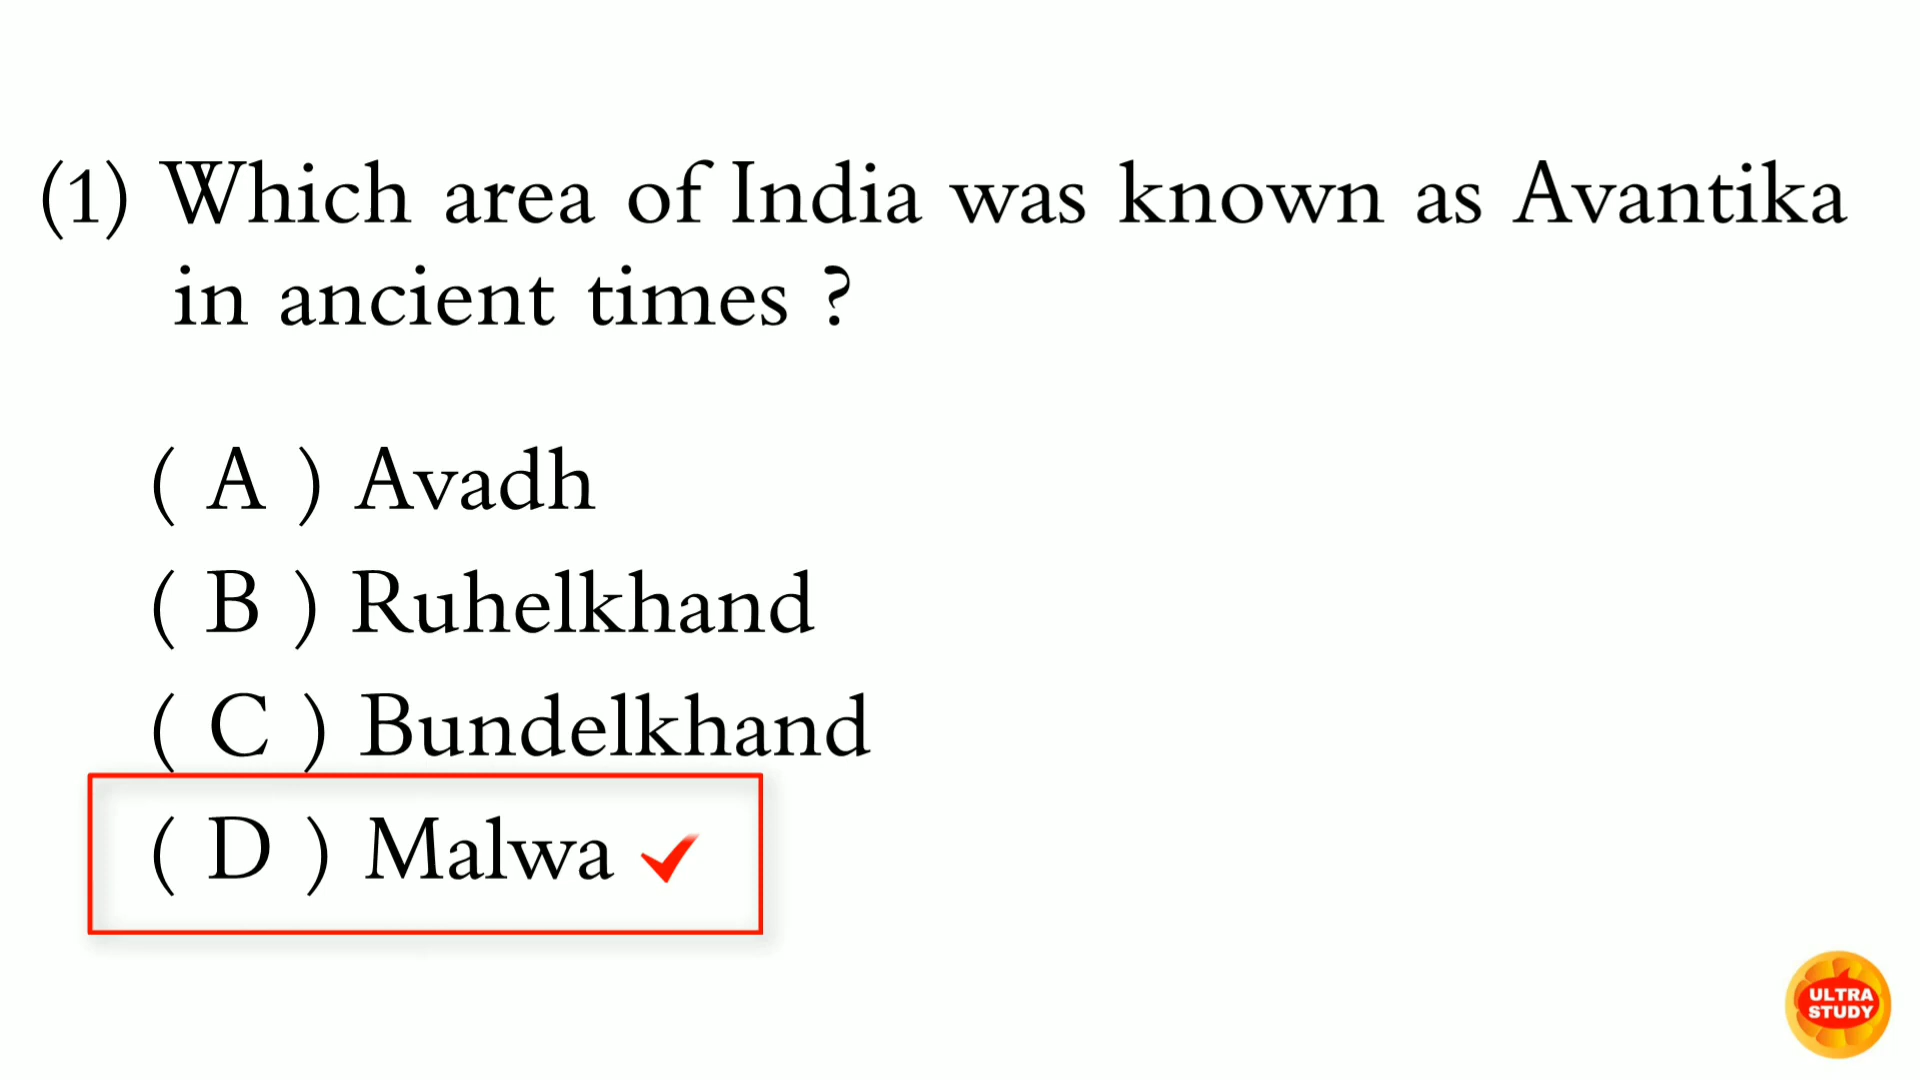 (1) Which area of India was known as Avantika
in ancient times ?
( A ) Avadh
( B ) Ruhelkhand
( C ) Bundelkhand
( D ) Malwa
ULTRA
STUDY